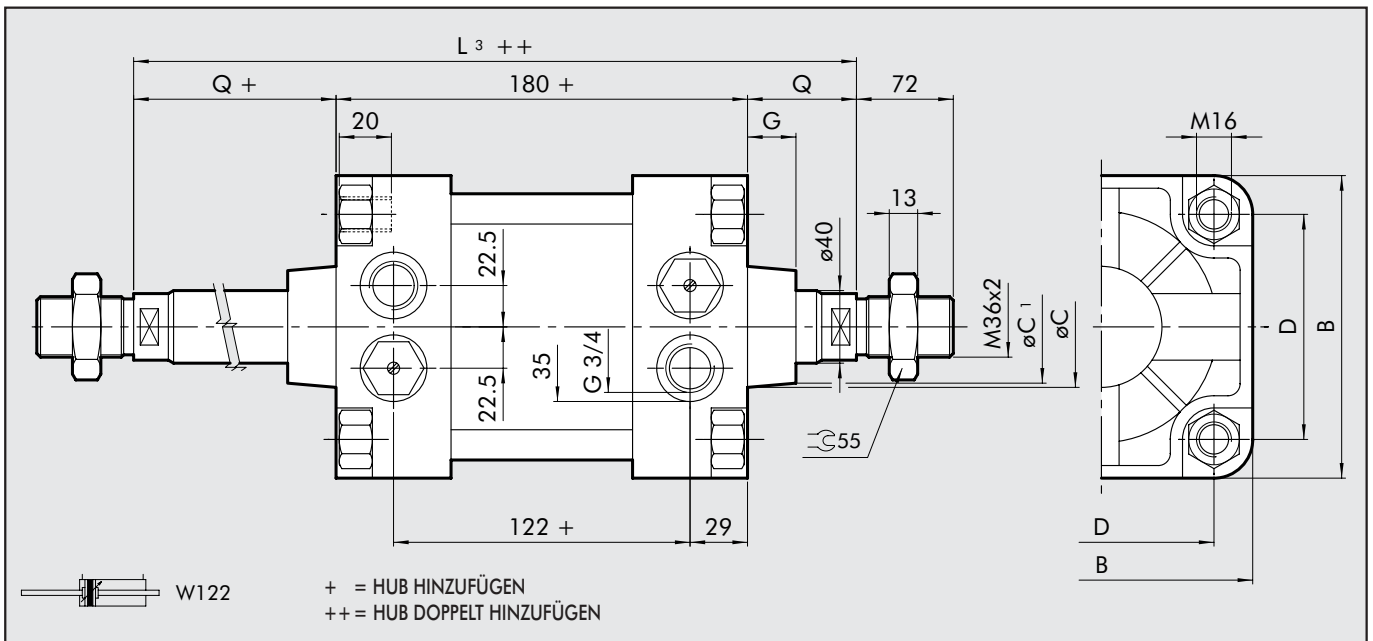 L 3 ++
Q +
180 +
Q
72
20
G
M16
13
22.5
ø40
M36x2
øC 1
øC
D
B
22.5
35
G 3/4
55
122 +
29
D
B
W122
+ = HUB HINZUFÜGEN
++ = HUB DOPPELT HINZUFÜGEN